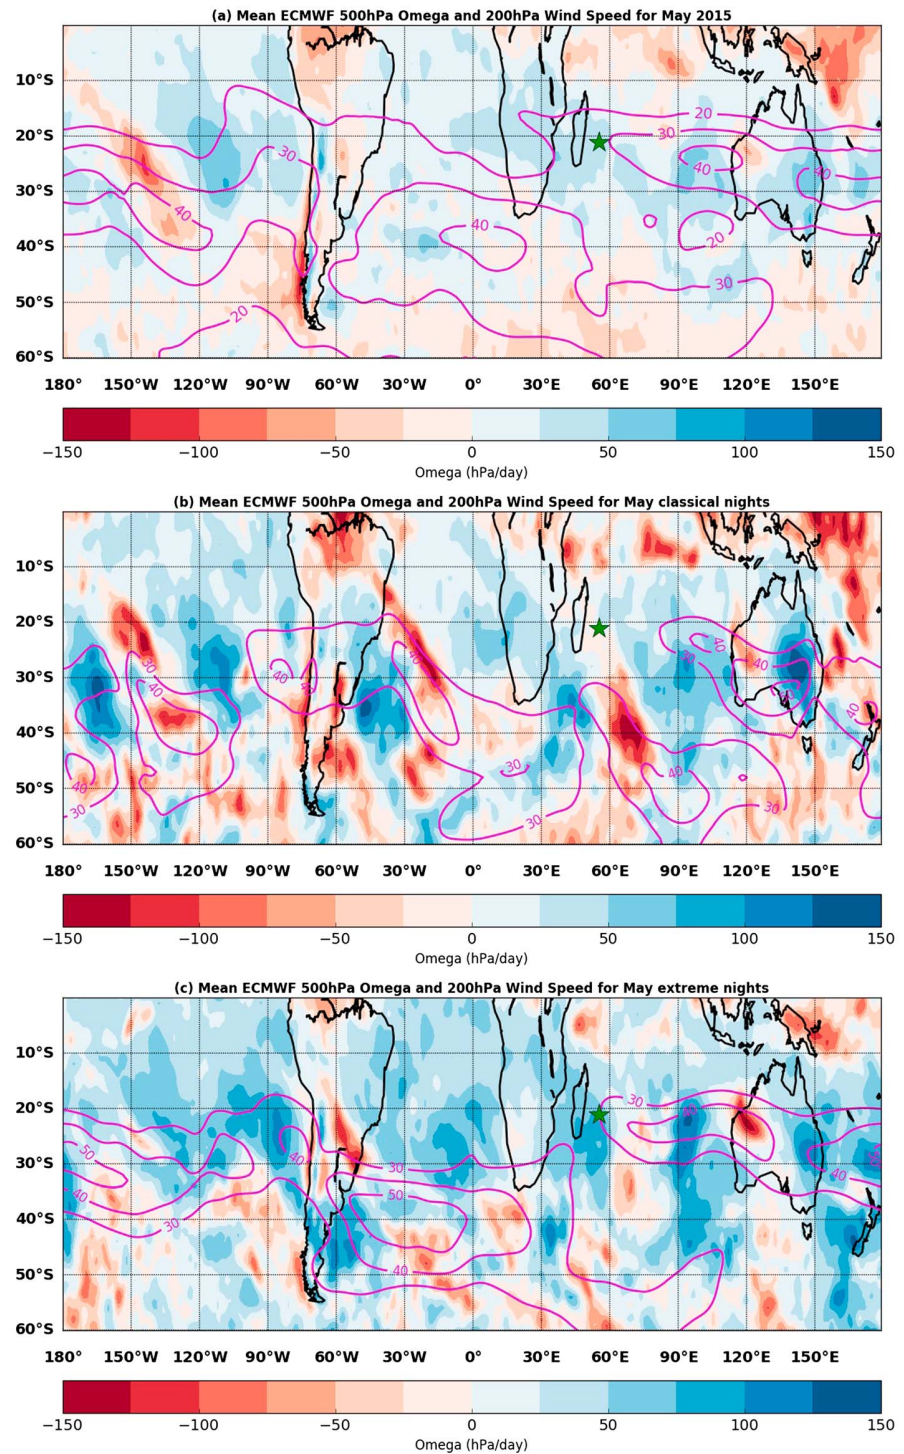 (a) Mean ECMWF 500hPa Omega and 200hPa Wind Speed for May 2015
10°S
20°S
30°S
40°S
50°S
60°S
20
30
30
40
40
40
40
20
30
20
180° 150°W 120°W 90°W 60°W 30°W 0° 30°E 60°E 90°E 120°E 150°E
−150 −100 −50 0 50 100 150
Omega (hPa/day)
(b) Mean ECMWF 500hPa Omega and 200hPa Wind Speed for May classical nights
10°S
20°S
30°S
40°S
50°S
60°S
40
30
40
40
40
40
40
30
40
40
30
30
30
180° 150°W 120°W 90°W 60°W 30°W 0° 30°E 60°E 90°E 120°E 150°E
−150 −100 −50 0 50 100 150
Omega (hPa/day)
(c) Mean ECMWF 500hPa Omega and 200hPa Wind Speed for May extreme nights
10°S
20°S
30°S
40°S
50°S
60°S
30
40
50
40
30
40
40
50
30
40
180° 150°W 120°W 90°W 60°W 30°W 0° 30°E 60°E 90°E 120°E 150°E
−150 −100 −50 0 50 100 150
Omega (hPa/day)